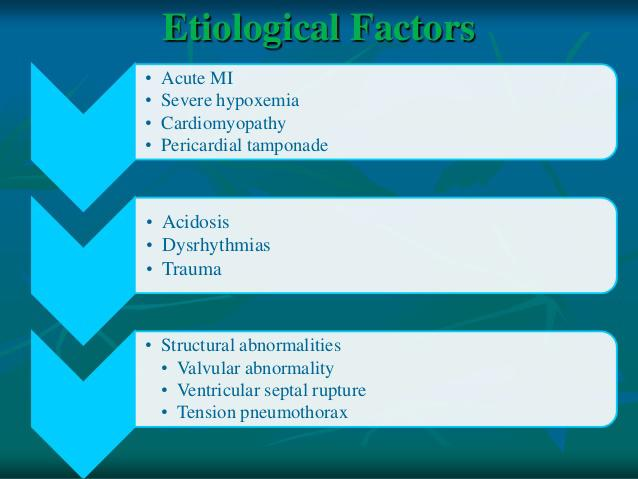 Etiological Factors
• Acute MI
• Severe hypoxemia
• Cardiomyopathy
• Pericardial tamponade
• Acidosis
• Dysrhythmias
• Trauma
• Structural abnormalities
• Valvular abnormality
• Ventricular septal rupture
• Tension pneumothorax